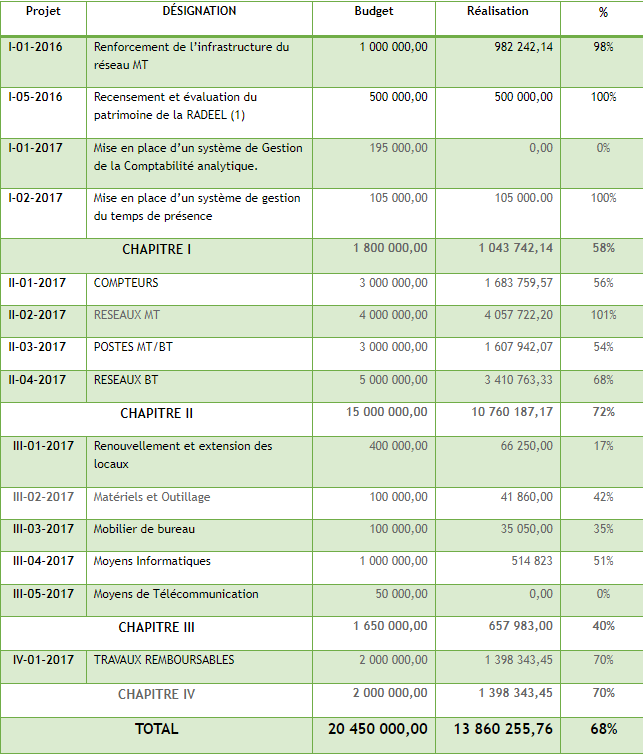 Projet DÉSIGNATION Budget Réalisation %
I-01-2016 Renforcement de l’infrastructure du 1 000 000,00 982 242,14 98%
réseau MT
I-05-2016 Recensement et évaluation du 500 000,00 500 000,00 100%
patrimoine de la RADEEL (1)
I-01-2017 Mise en place d’un système de Gestion 195 000,00 0,00 0%
de la Comptabilité analytique.
I-02-2017 Mise en place d’un système de gestion 105 000,00 105 000.00 100%
du temps de présence
CHAPITRE I 1 800 000,00 1 043 742,14 58%
II-01-2017 COMPTEURS 3 000 000,00 1 683 759,57 56%
II-02-2017 RESEAUX MT 4 000 000,00 4 057 722,20 101%
II-03-2017 POSTES MT/BT 3 000 000,00 1 607 942,07 54%
II-04-2017 RESEAUX BT 5 000 000,00 3 410 763,33 68%
CHAPITRE II 15 000 000,00 10 760 187,17 72%
III-01-2017 Renouvellement et extension des 400 000,00 66 250,00 17%
locaux
III-02-2017 Matériels et Outillage 100 000,00 41 860,00 42%
III-03-2017 Mobilier de bureau 100 000,00 35 050,00 35%
III-04-2017 Moyens Informatiques 1 000 000,00 514 823 51%
III-05-2017 Moyens de Télécommunication 50 000,00 0,00 0%
CHAPITRE III 1 650 000,00 657 983,00 40%
IV-01-2017 TRAVAUX REMBOURSABLES 2 000 000,00 1 398 343,45 70%
CHAPITRE IV 2 000 000,00 1 398 343,45 70%
TOTAL 20 450 000,00 13 860 255,76 68%